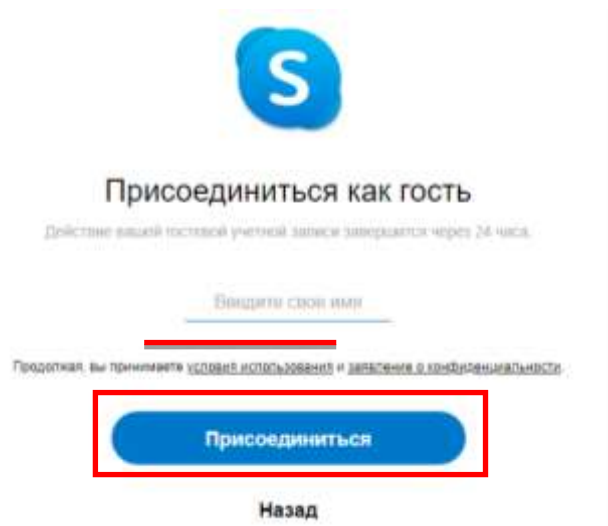 S
Присоединиться как гость
Действие вашей гостевой учетной записи завершится через 24 часа.
Введите свое имя
Продолжая, вы принимаете условия использования и заявление о конфиденциальности.
Присоединиться
Назад